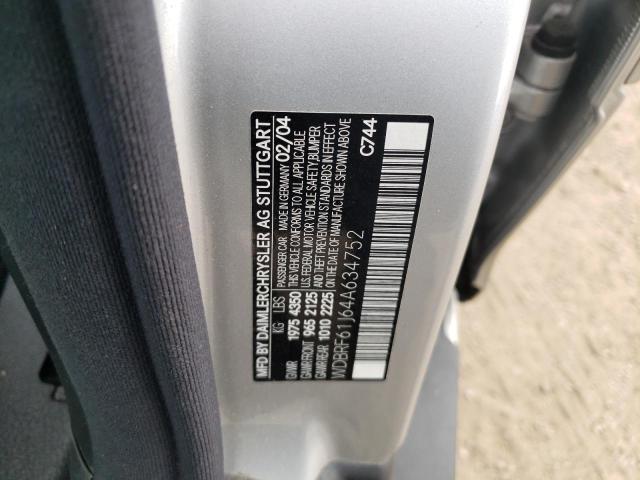 MFD BY DAIMLERCHRYSLER AG STUTTGART
KG LBS PASSENGER CAR MADE IN GERMANY 02/04
GVWR 1975 4350 THIS VEHICLE CONFORMS TO ALL APPLICABLE
GAWR/FRONT 965 2125 U.S. FEDERAL MOTOR VEHICLE SAFETY, BUMPER
GAWR/REAR 1010 2225 AND THEFT PREVENTION STANDARDS IN EFFECT
ON THE DATE OF MANUFACTURE SHOWN ABOVE
WDBRF61J64A634752 C744